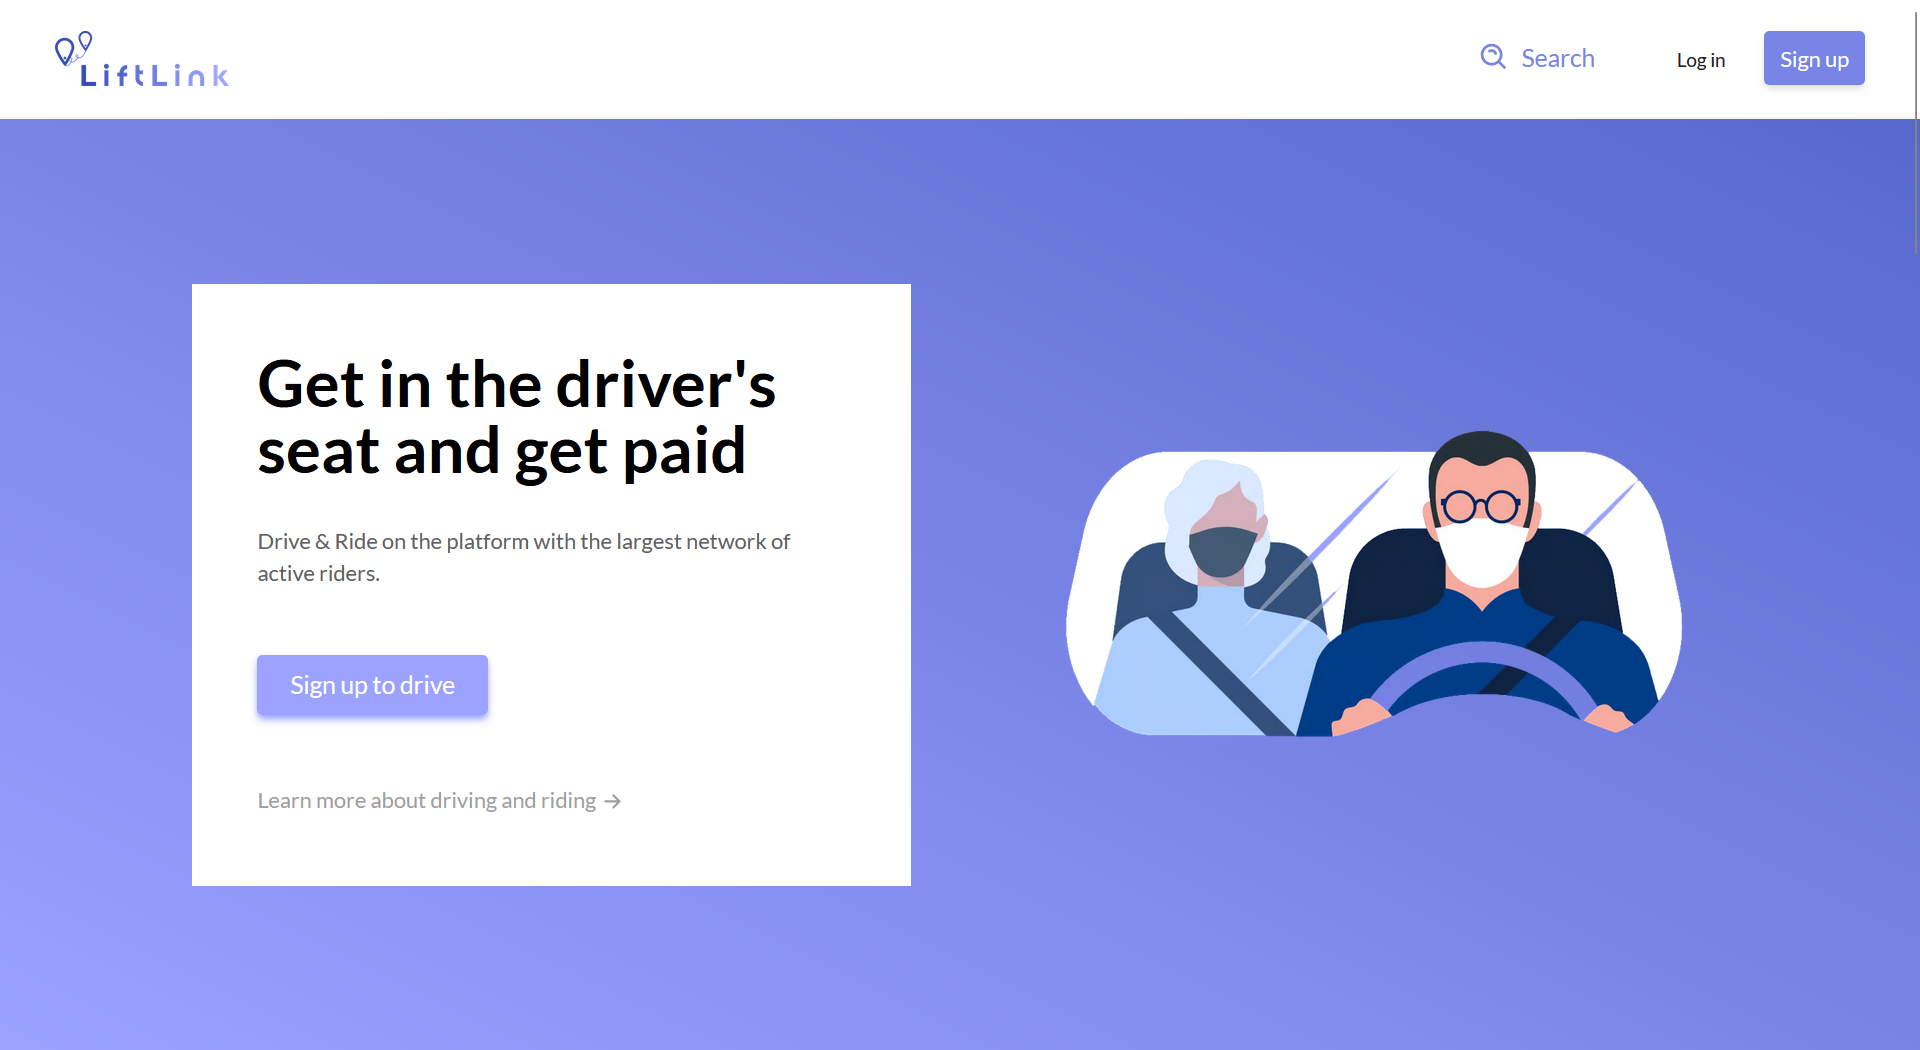 LiftLink
Search
Log in
Sign up
Get in the driver's
seat and get paid
Drive & Ride on the platform with the largest network of
active riders.
Sign up to drive
Learn more about driving and riding →